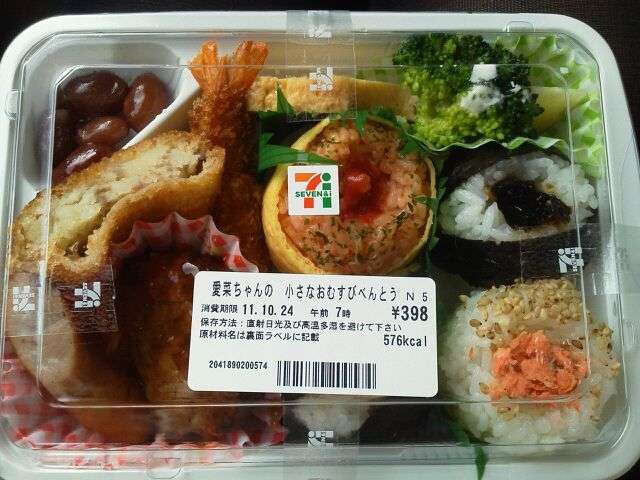 7i
SEVEN&i
愛菜ちゃんの 小さなおむすびべんとう N 5
消費期限 11.10.24 午前 7時 ¥398
保存方法:直射日光及び高温多湿を避けて下さい
原材料名は裏面ラベルに記載 576kcal
2041890200574